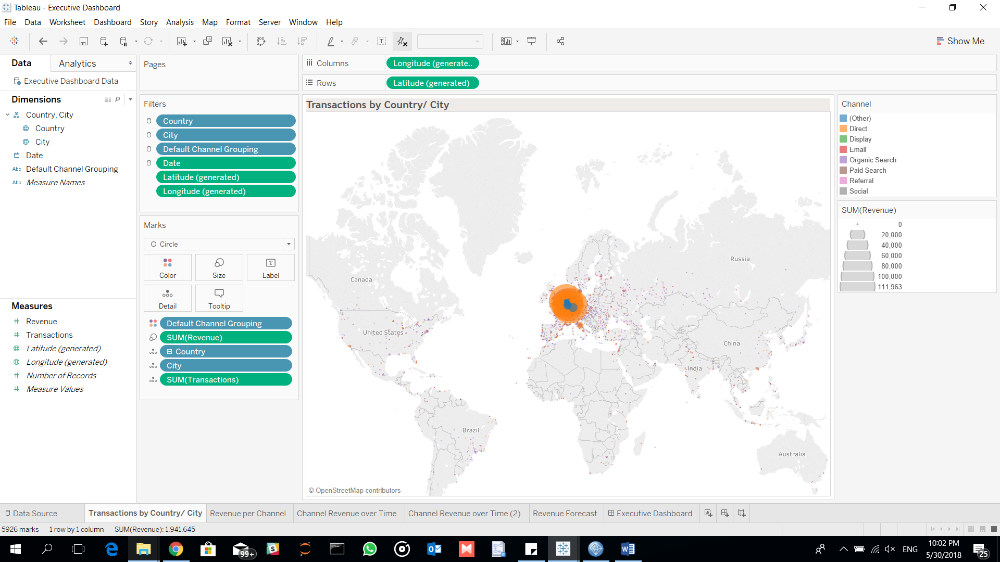 Tableau - Executive Dashboard
File Data Worksheet Dashboard Story Analysis Map Format Server Window Help
Show Me
Data Analytics
Executive Dashboard Data
Dimensions
Country, City
Country
City
Date
Abc Default Channel Grouping
Abc Measure Names
Measures
Revenue
Transactions
Latitude (generated)
Longitude (generated)
Number of Records
Measure Values
Pages
Filters
Country
City
Default Channel Grouping
Date
Latitude (generated)
Longitude (generated)
Marks
Circle
Color Size Label
Detail Tooltip
Default Channel Grouping
SUM(Revenue)
Country
City
SUM(Transactions)
Columns Longitude (generate..
Rows Latitude (generated)
Transactions by Country/ City
Canada
United States
Brazil
Russia
China
India
Australia
© OpenStreetMap contributors
Channel
(Other)
Direct
Display
Email
Organic Search
Paid Search
Referral
Social
SUM(Revenue)
0
20,000
40,000
60,000
80,000
100,000
111,963
Data Source Transactions by Country/ City Revenue per Channel Channel Revenue over Time Channel Revenue over Time (2) Revenue Forecast Executive Dashboard
5926 marks 1 row by 1 column SUM(Revenue): 1,941,645
99+
ENG
10:02 PM
5/30/2018
25